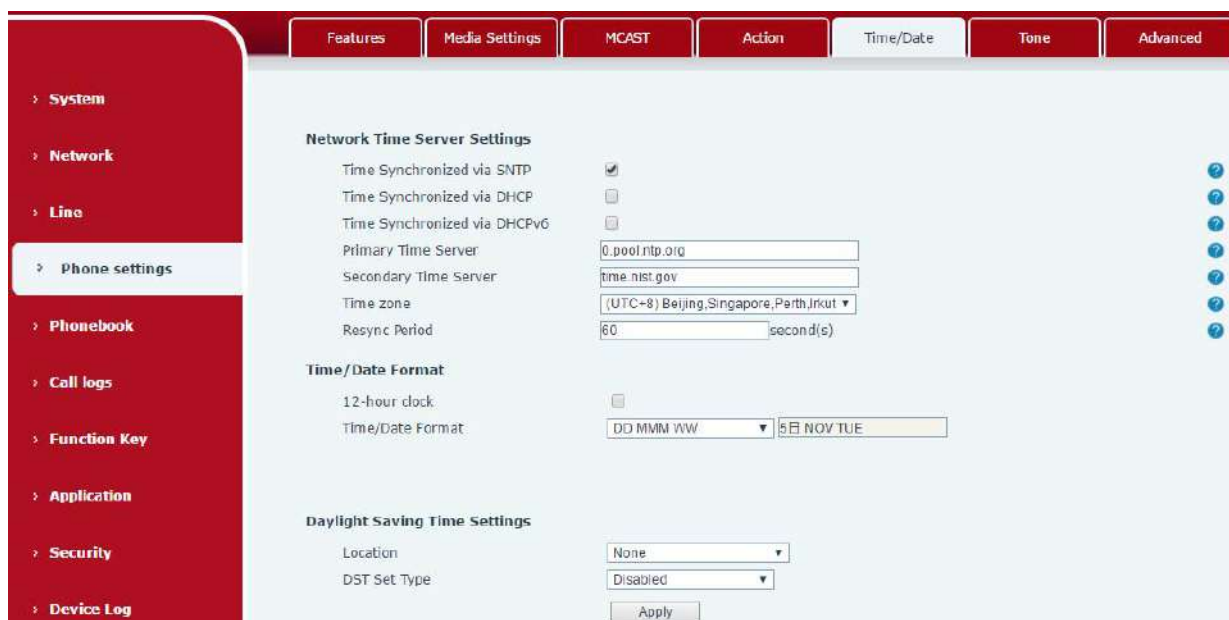 Features Media Settings MCAST Action Time/Date Tone Advanced
› System
› Network
› Line
› Phone settings
› Phonebook
› Call logs
› Function Key
› Application
› Security
› Device Log
Network Time Server Settings
Time Synchronized via SNTP
Time Synchronized via DHCP
Time Synchronized via DHCPv6
Primary Time Server 0.pool.ntp.org
Secondary Time Server time.nist.gov
Time zone (UTC+8) Beijing,Singapore,Perth,Irkut
Resync Period 60 second(s)
Time/Date Format
12-hour clock
Time/Date Format DD MMM WW 5日 NOV TUE
Daylight Saving Time Settings
Location None
DST Set Type Disabled
Apply